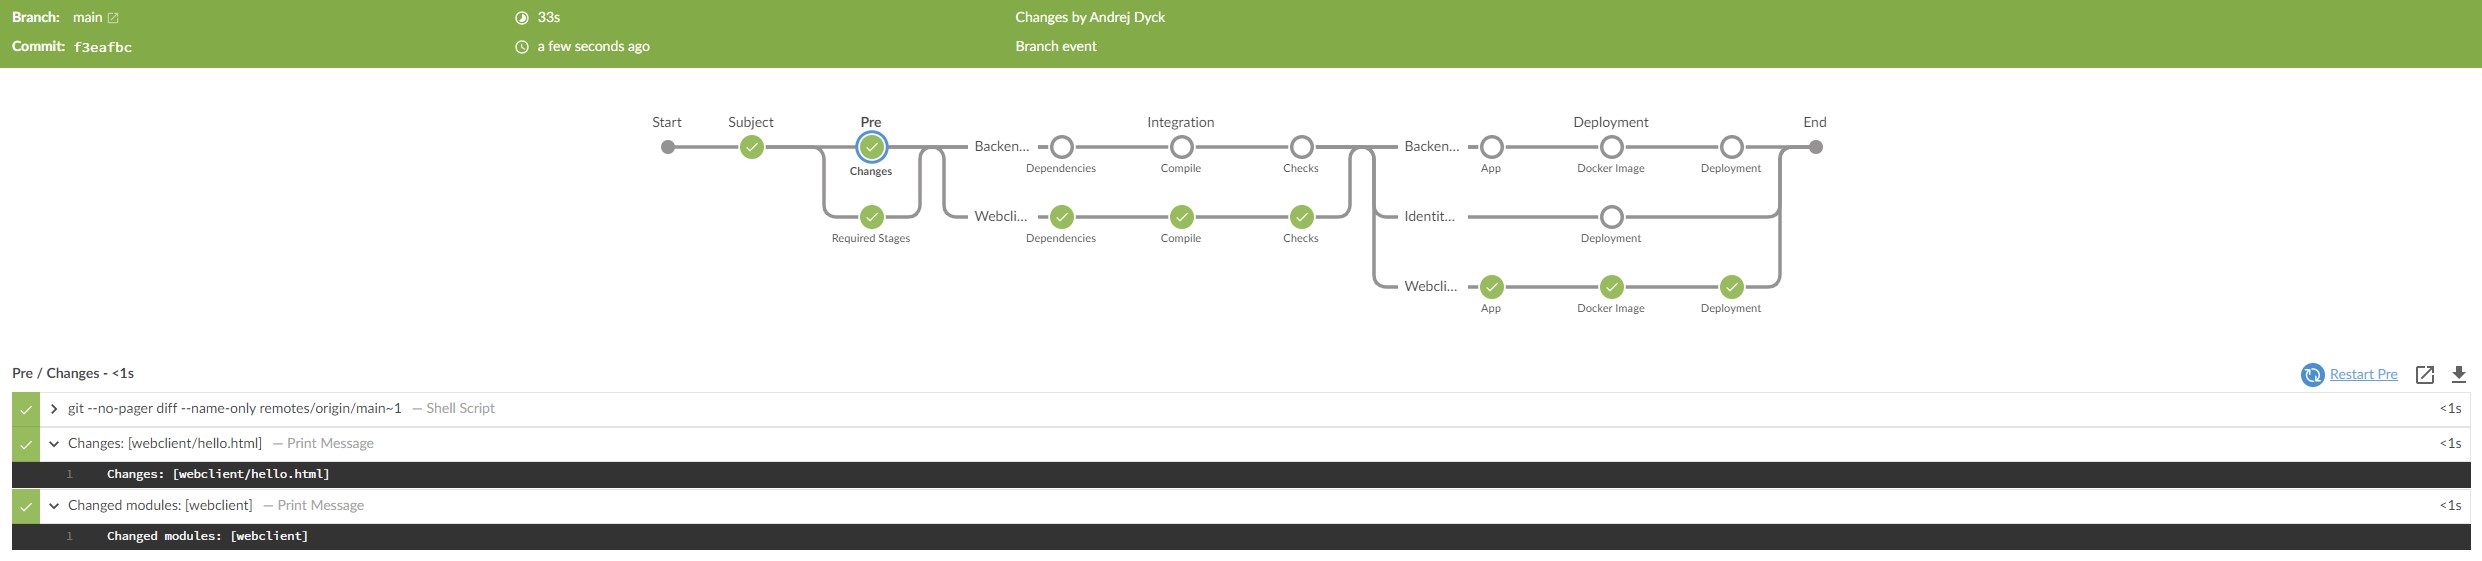 Branch: main
33s
Changes by Andrej Dyck
Commit: f3eafbc
a few seconds ago
Branch event
Start
Subject
Pre
Integration
Deployment
End
Backen...
Backen...
Changes
Dependencies
Compile
Checks
App
Docker Image
Deployment
Webcli...
Identit...
Required Stages
Dependencies
Compile
Checks
Deployment
Webcli...
App
Docker Image
Deployment
Pre / Changes - <1s
Restart Pre
git --no-pager diff --name-only remotes/origin/main~1 — Shell Script <1s
Changes: [webclient/hello.html] — Print Message <1s
1 Changes: [webclient/hello.html]
Changed modules: [webclient] — Print Message <1s
1 Changed modules: [webclient]